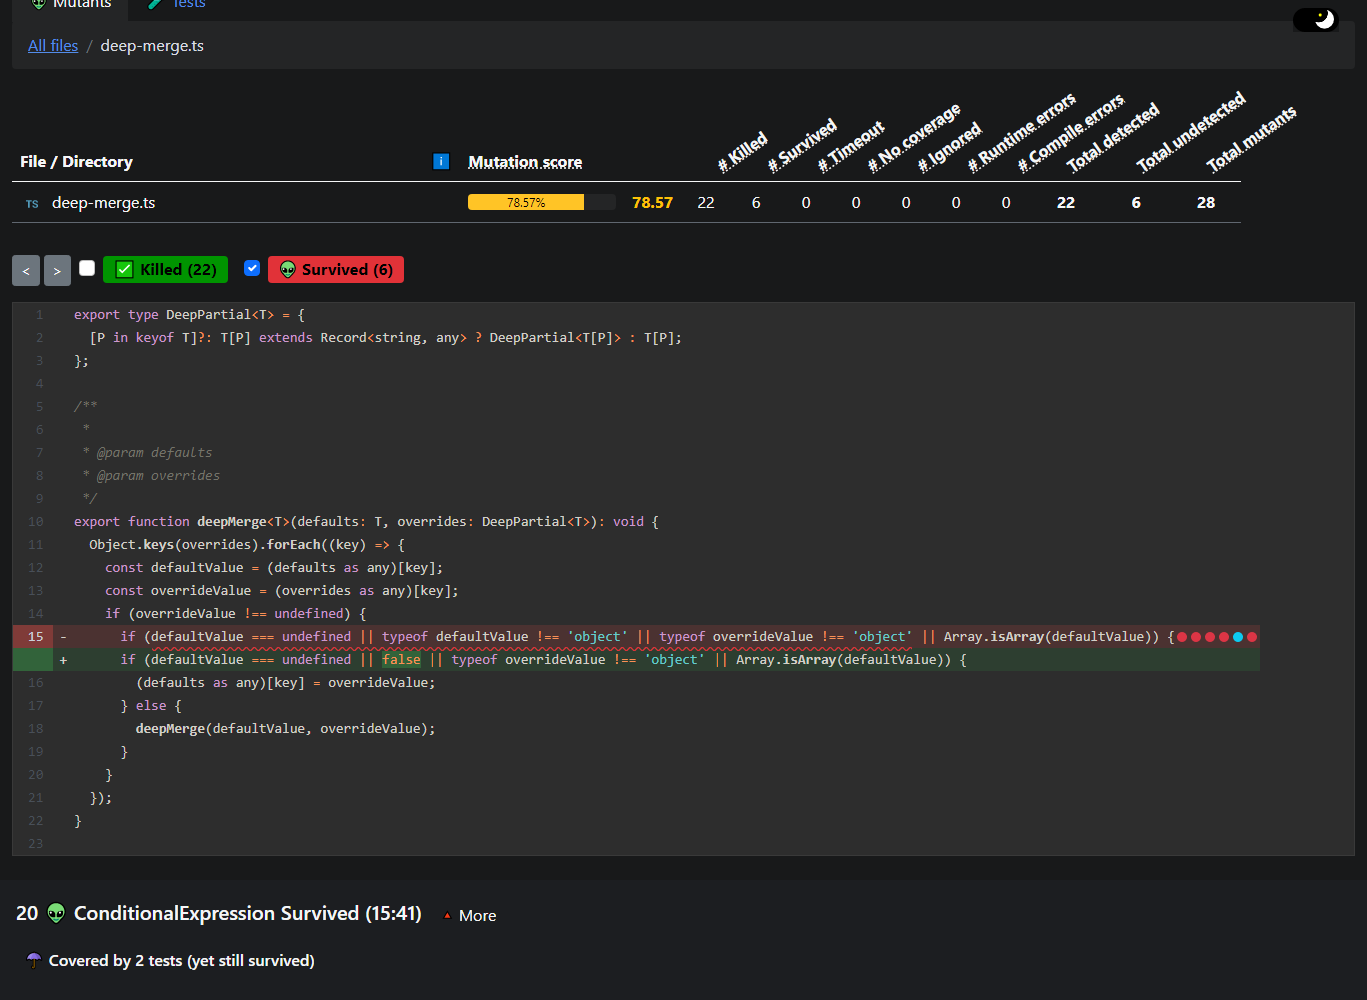 Mutants Tests
All files / deep-merge.ts
File / Directory i Mutation score # Killed # Survived # Timeout # No coverage # Ignored # Runtime errors # Compile errors Total detected Total undetected Total mutants
TS deep-merge.ts 78.57% 78.57 22 6 0 0 0 0 0 22 6 28
< > Killed (22) Survived (6)
1 export type DeepPartial<T> = {
2 [P in keyof T]?: T[P] extends Record<string, any> ? DeepPartial<T[P]> : T[P];
3 };
4
5 /**
6 *
7 * @param defaults
8 * @param overrides
9 */
10 export function deepMerge<T>(defaults: T, overrides: DeepPartial<T>): void {
11 Object.keys(overrides).forEach((key) => {
12 const defaultValue = (defaults as any)[key];
13 const overrideValue = (overrides as any)[key];
14 if (overrideValue !== undefined) {
15 - if (defaultValue === undefined || typeof defaultValue !== 'object' || typeof overrideValue !== 'object' || Array.isArray(defaultValue)) {
+ if (defaultValue === undefined || false || typeof overrideValue !== 'object' || Array.isArray(defaultValue)) {
16 (defaults as any)[key] = overrideValue;
17 } else {
18 deepMerge(defaultValue, overrideValue);
19 }
20 }
21 });
22 }
23
20 ConditionalExpression Survived (15:41) More
Covered by 2 tests (yet still survived)